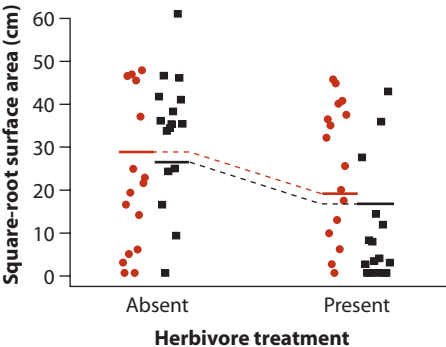 Square-root surface area (cm)
60
50
40
30
20
10
0
Absent
Present
Herbivore treatment